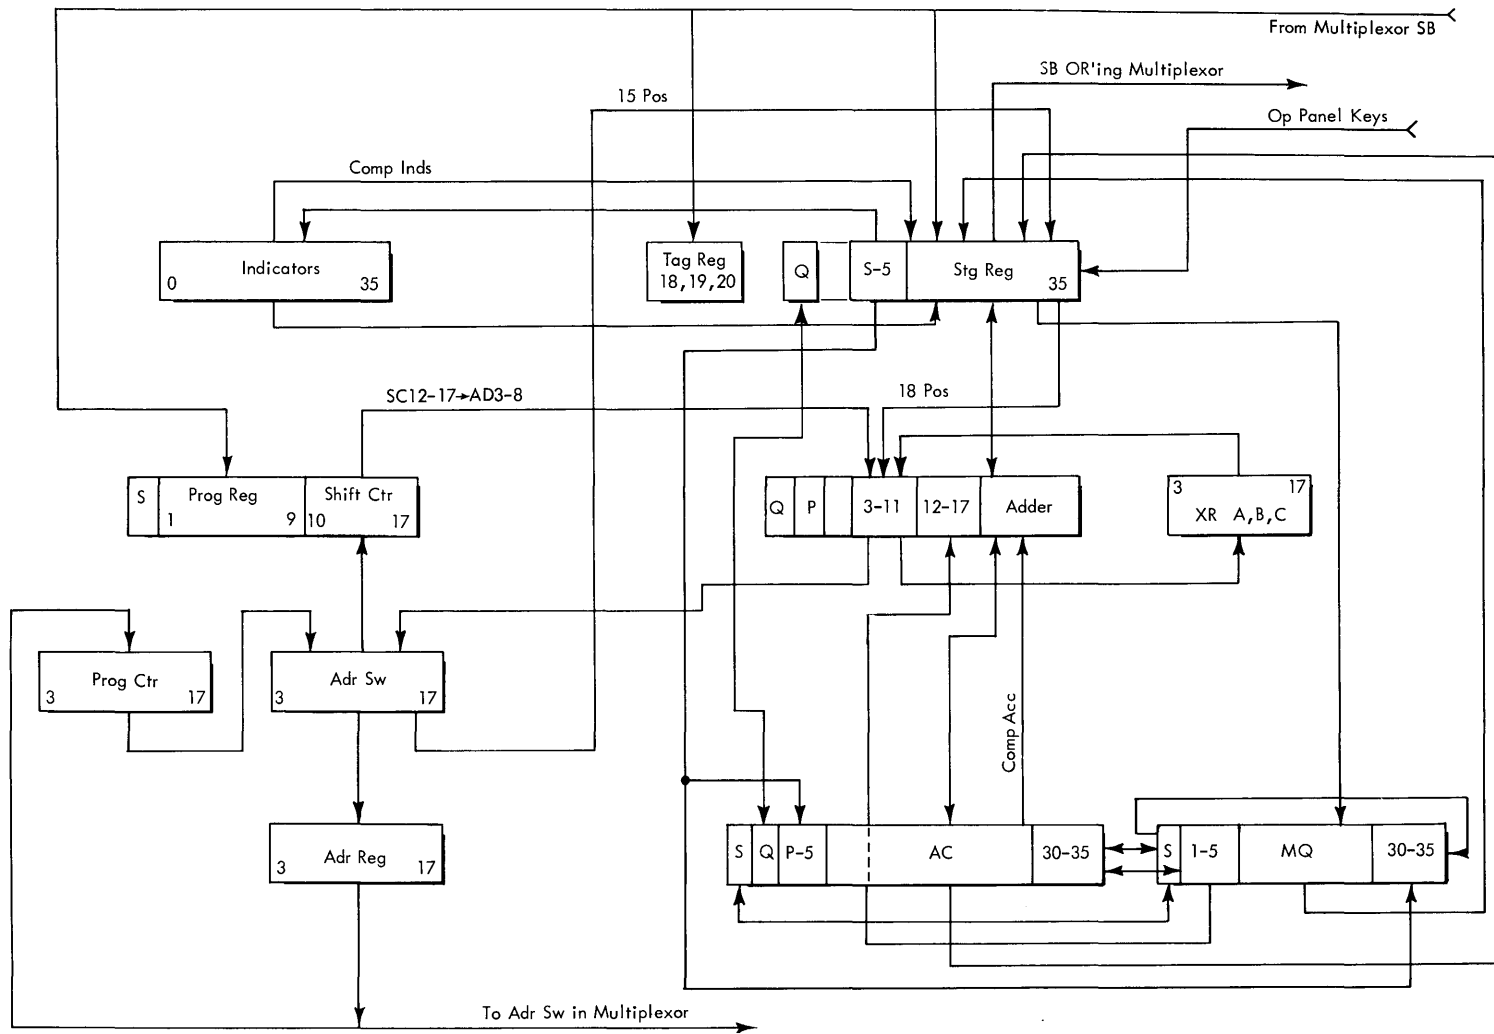 From Multiplexor SB
SB OR'ing Multiplexor
15 Pos
Op Panel Keys
Comp Inds
Indicators
0 35
Tag Reg
18,19,20
Q
S-5
Stg Reg
35
SC12-17→AD3-8
18 Pos
S
Prog Reg
1 9
Shift Ctr
10 17
Q
P
3-11
12-17
Adder
3 17
XR A,B,C
Prog Ctr
3 17
Adr Sw
3 17
Comp Acc
Adr Reg
3 17
S
Q
P-5
AC
30-35
S
1-5
MQ
30-35
To Adr Sw in Multiplexor